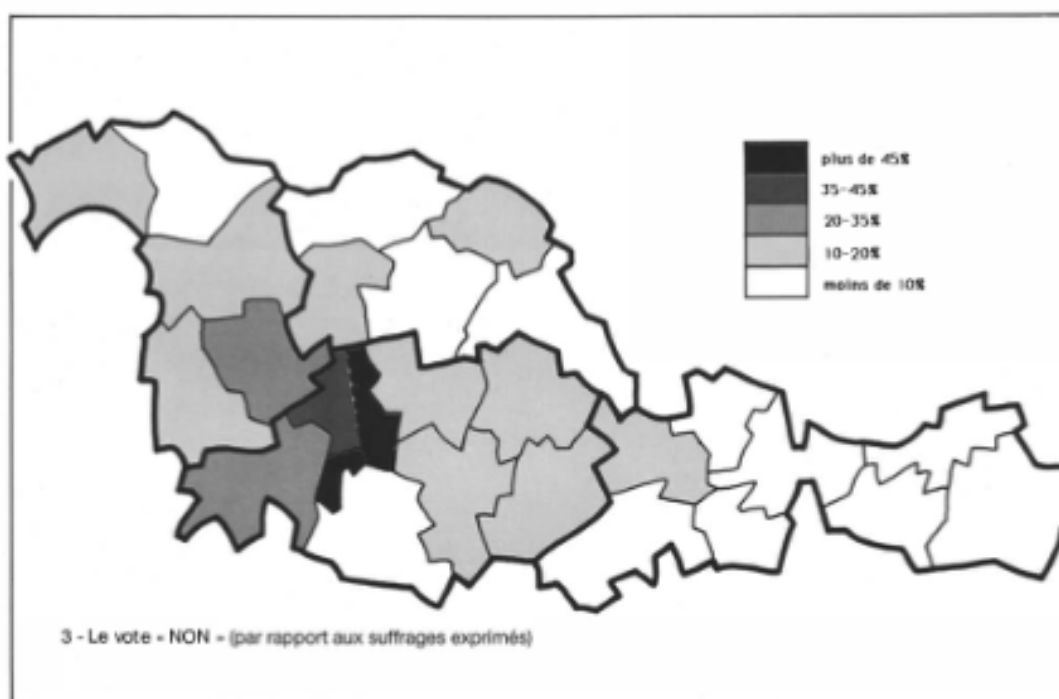 plus de 45%
35-45%
20-35%
10-20%
moins de 10%
3 - Le vote « NON » (par rapport aux suffrages exprimés)